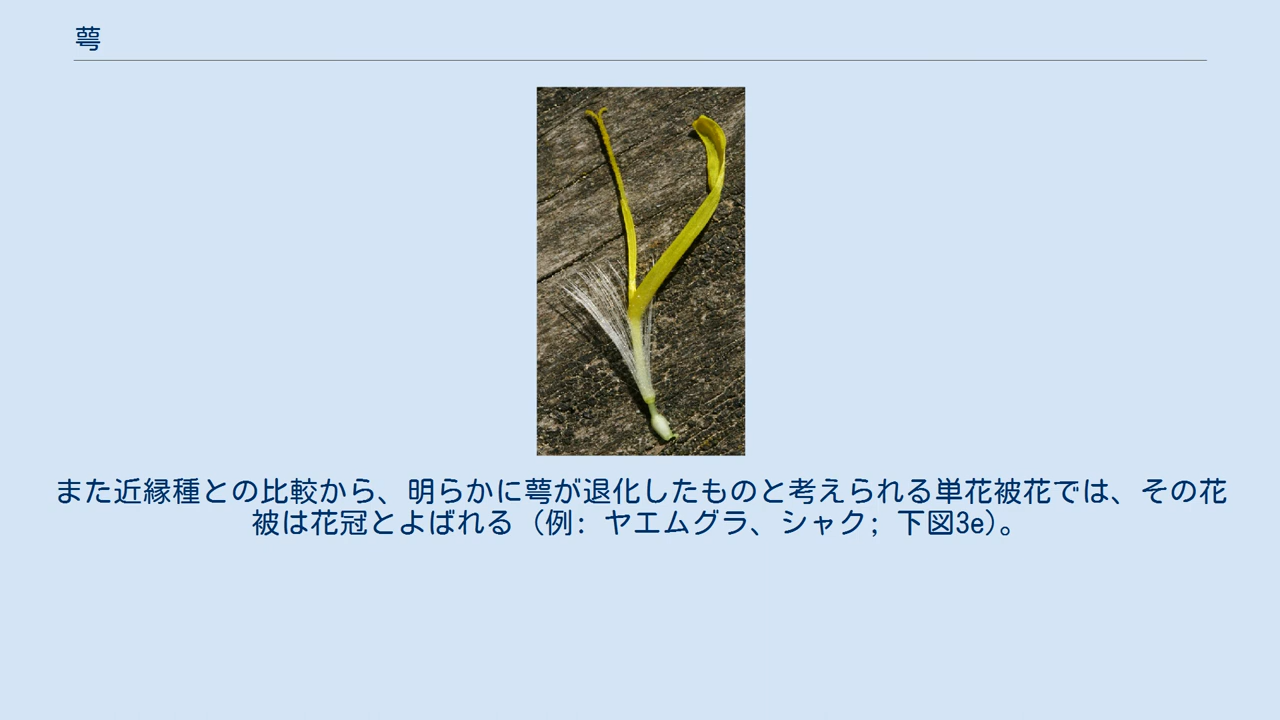 萼
また近縁種との比較から、明らかに萼が退化したものと考えられる単花被花では、その花
被は花冠とよばれる（例: ヤエムグラ、シャク; 下図3e）。